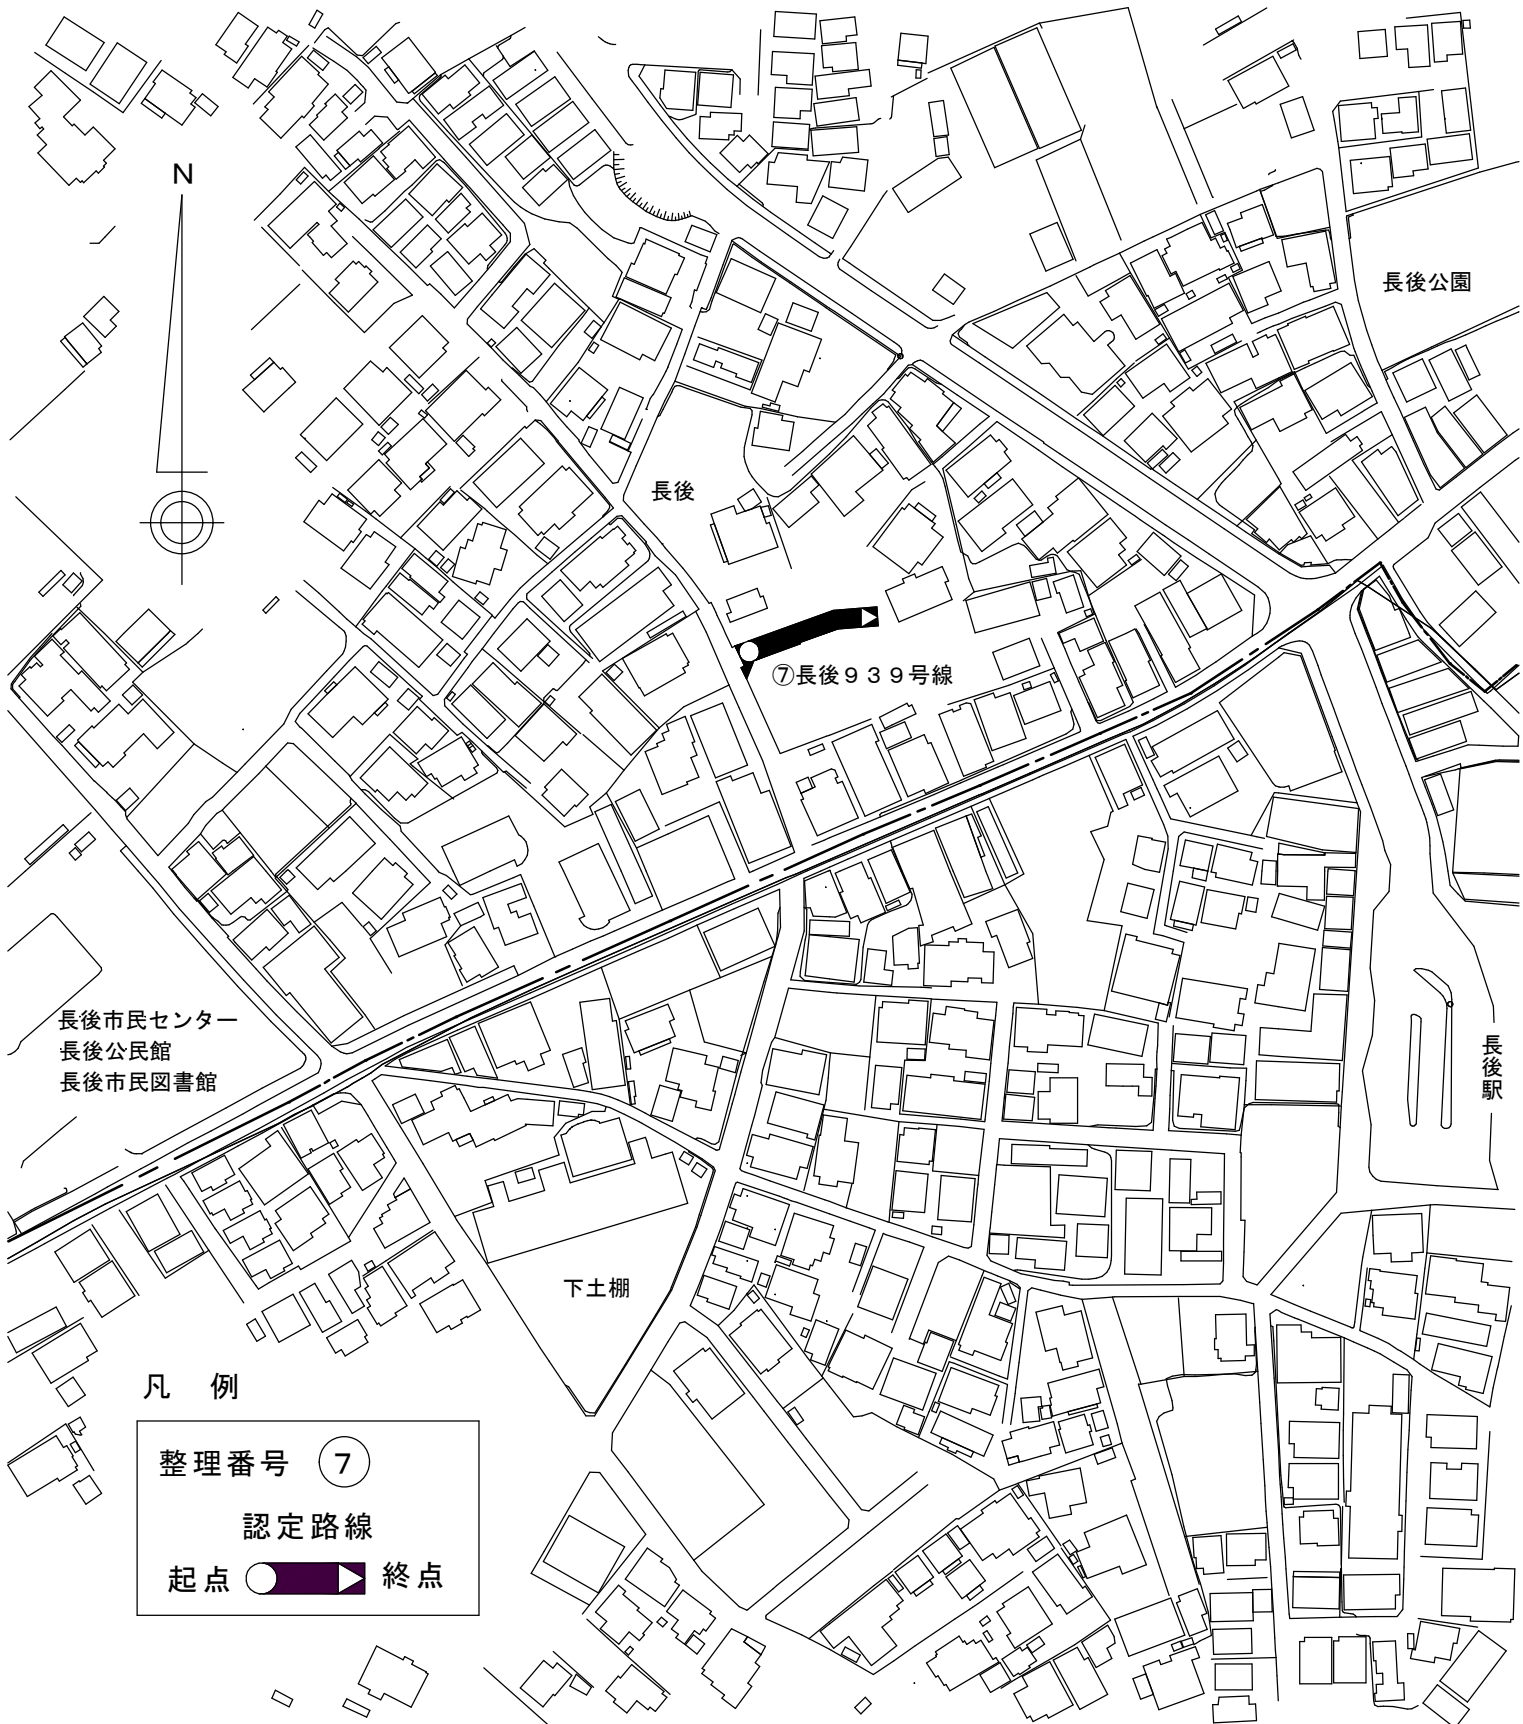 N
長後公園
長後
⑦長後939号線
長後市民センター
長後公民館
長後市民図書館
長後駅
下土棚
凡 例
整理番号 ⑦
認定路線
起点 終点